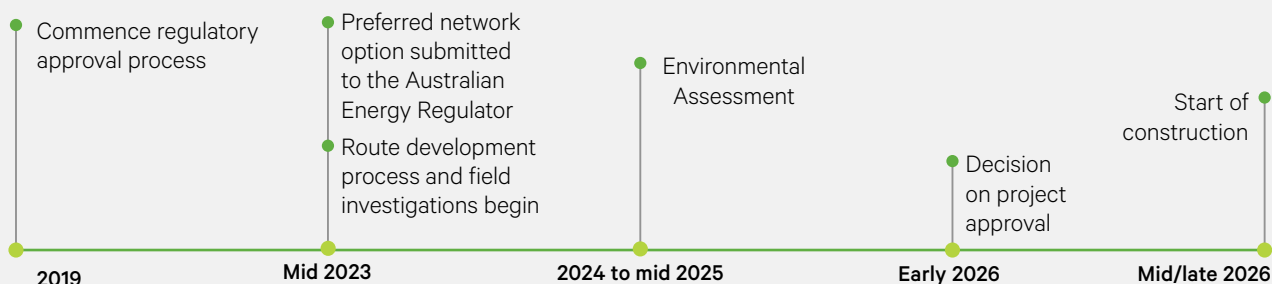 Commence regulatory
approval process
2019
Preferred network
option submitted
to the Australian
Energy Regulator
Route development
process and field
investigations begin
Mid 2023
Environmental
Assessment
2024 to mid 2025
Decision
on project
approval
Early 2026
Start of
construction
Mid/late 2026